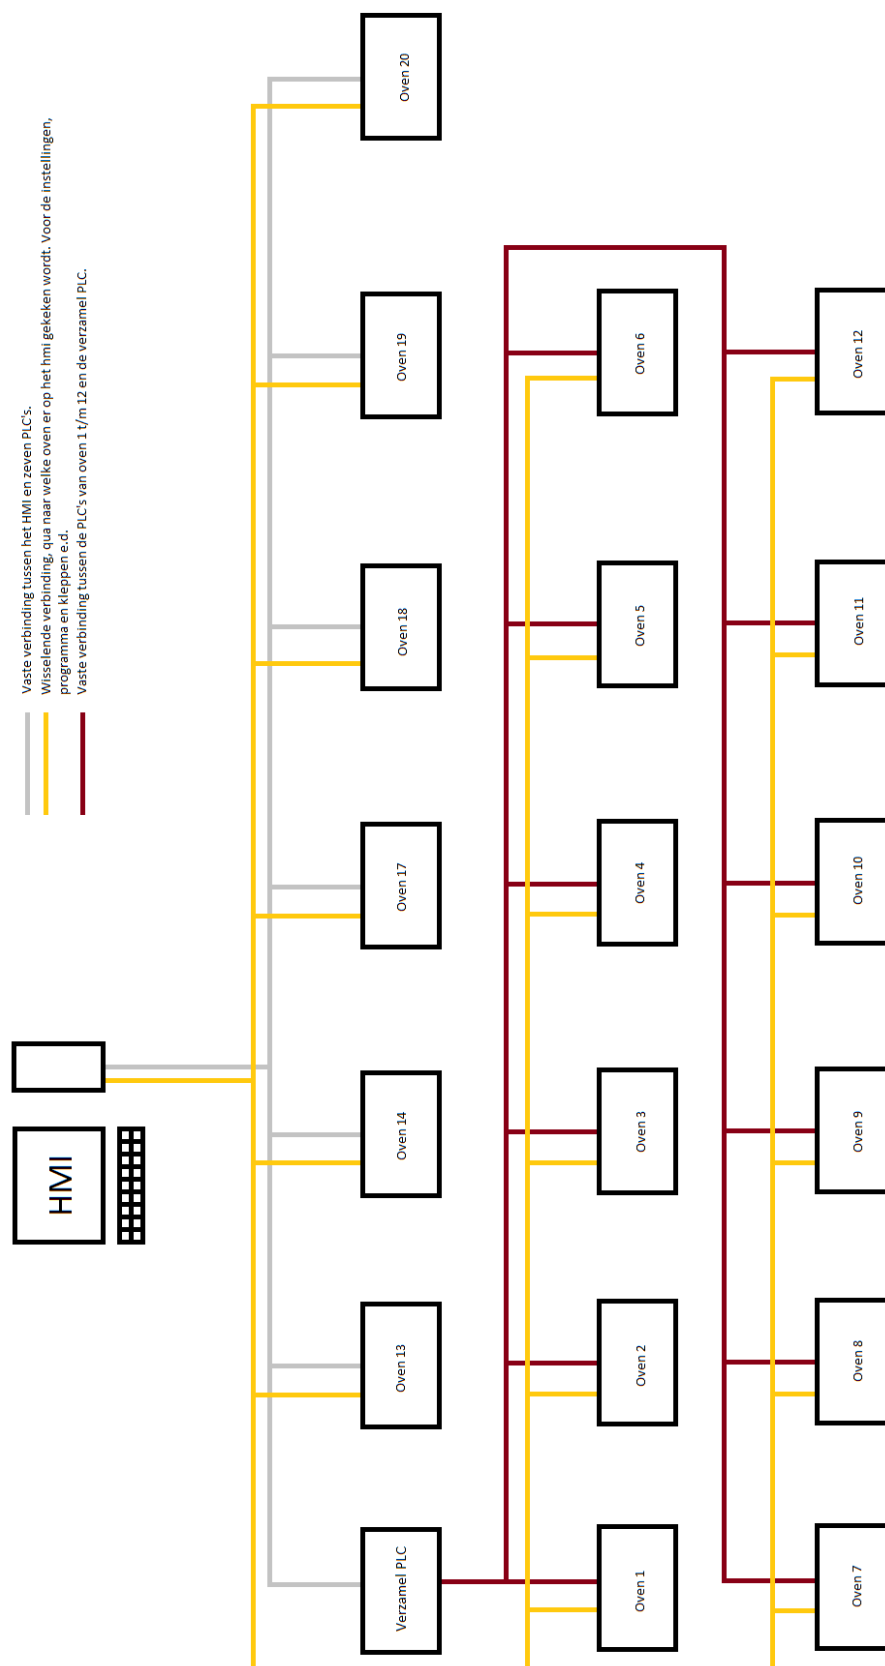 Vaste verbinding tussen het HMI en zeven PLC's.
Wisselende verbinding, qua naar welke oven er op het hmi gekeken wordt. Voor de instellingen,
programma en kleppen e.d.
Vaste verbinding tussen de PLC's van oven 1 t/m 12 en de verzamel PLC.
HMI
Verzamel PLC
Oven 13
Oven 14
Oven 17
Oven 18
Oven 19
Oven 20
Oven 1
Oven 2
Oven 3
Oven 4
Oven 5
Oven 6
Oven 7
Oven 8
Oven 9
Oven 10
Oven 11
Oven 12